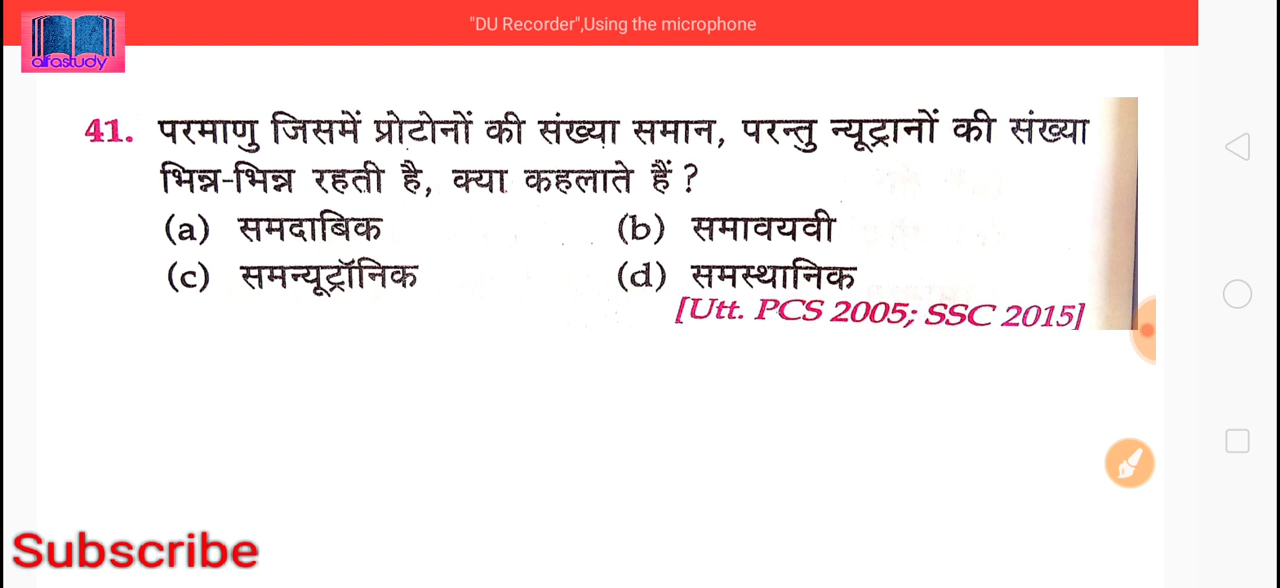 "DU Recorder",Using the microphone
alfastudy
41. परमाणु जिसमें प्रोटोनों की संख्या समान, परन्तु न्यूट्रानों की संख्या
भिन्न-भिन्न रहती है, क्या कहलाते हैं ?
(a) समदाबिक (b) समावयवी
(c) समन्यूट्रॉनिक (d) समस्थानिक
[Utt. PCS 2005; SSC 2015]
Subscribe